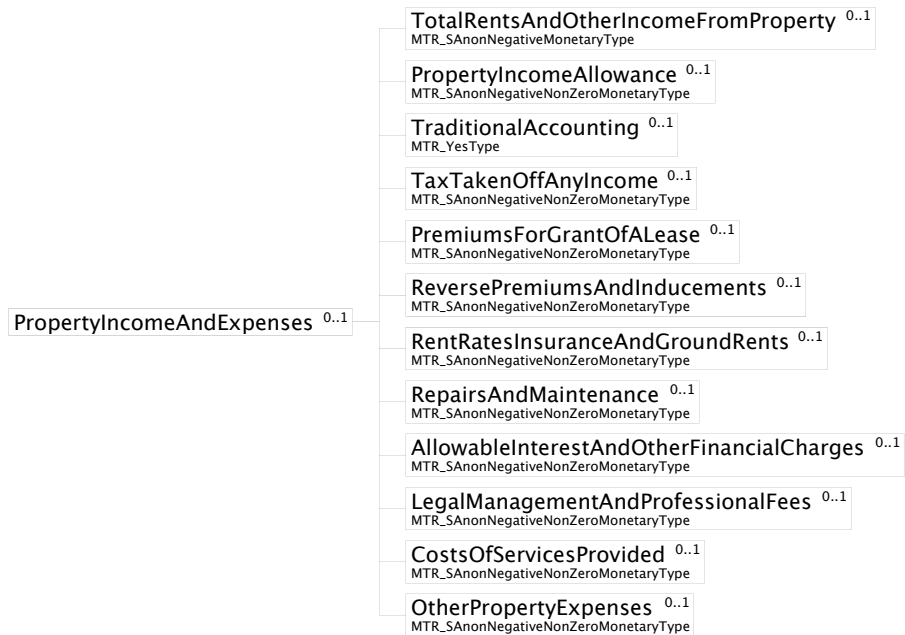 TotalRentsAndOtherIncomeFromProperty 0..1
MTR_SAnonNegativeMonetaryType
PropertyIncomeAllowance 0..1
MTR_SAnonNegativeNonZeroMonetaryType
TraditionalAccounting 0..1
MTR_YesType
TaxTakenOffAnyIncome 0..1
MTR_SAnonNegativeNonZeroMonetaryType
PremiumsForGrantOfALease 0..1
MTR_SAnonNegativeNonZeroMonetaryType
ReversePremiumsAndInducements 0..1
MTR_SAnonNegativeNonZeroMonetaryType
PropertyIncomeAndExpenses 0..1
RentRatesInsuranceAndGroundRents 0..1
MTR_SAnonNegativeNonZeroMonetaryType
RepairsAndMaintenance 0..1
MTR_SAnonNegativeNonZeroMonetaryType
AllowableInterestAndOtherFinancialCharges 0..1
MTR_SAnonNegativeNonZeroMonetaryType
LegalManagementAndProfessionalFees 0..1
MTR_SAnonNegativeNonZeroMonetaryType
CostsOfServicesProvided 0..1
MTR_SAnonNegativeNonZeroMonetaryType
OtherPropertyExpenses 0..1
MTR_SAnonNegativeNonZeroMonetaryType